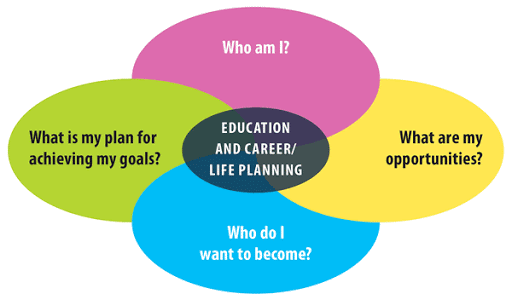 Who am I?
What is my plan for
achieving my goals?
EDUCATION
AND CAREER/
LIFE PLANNING
What are my
opportunities?
Who do I
want to become?